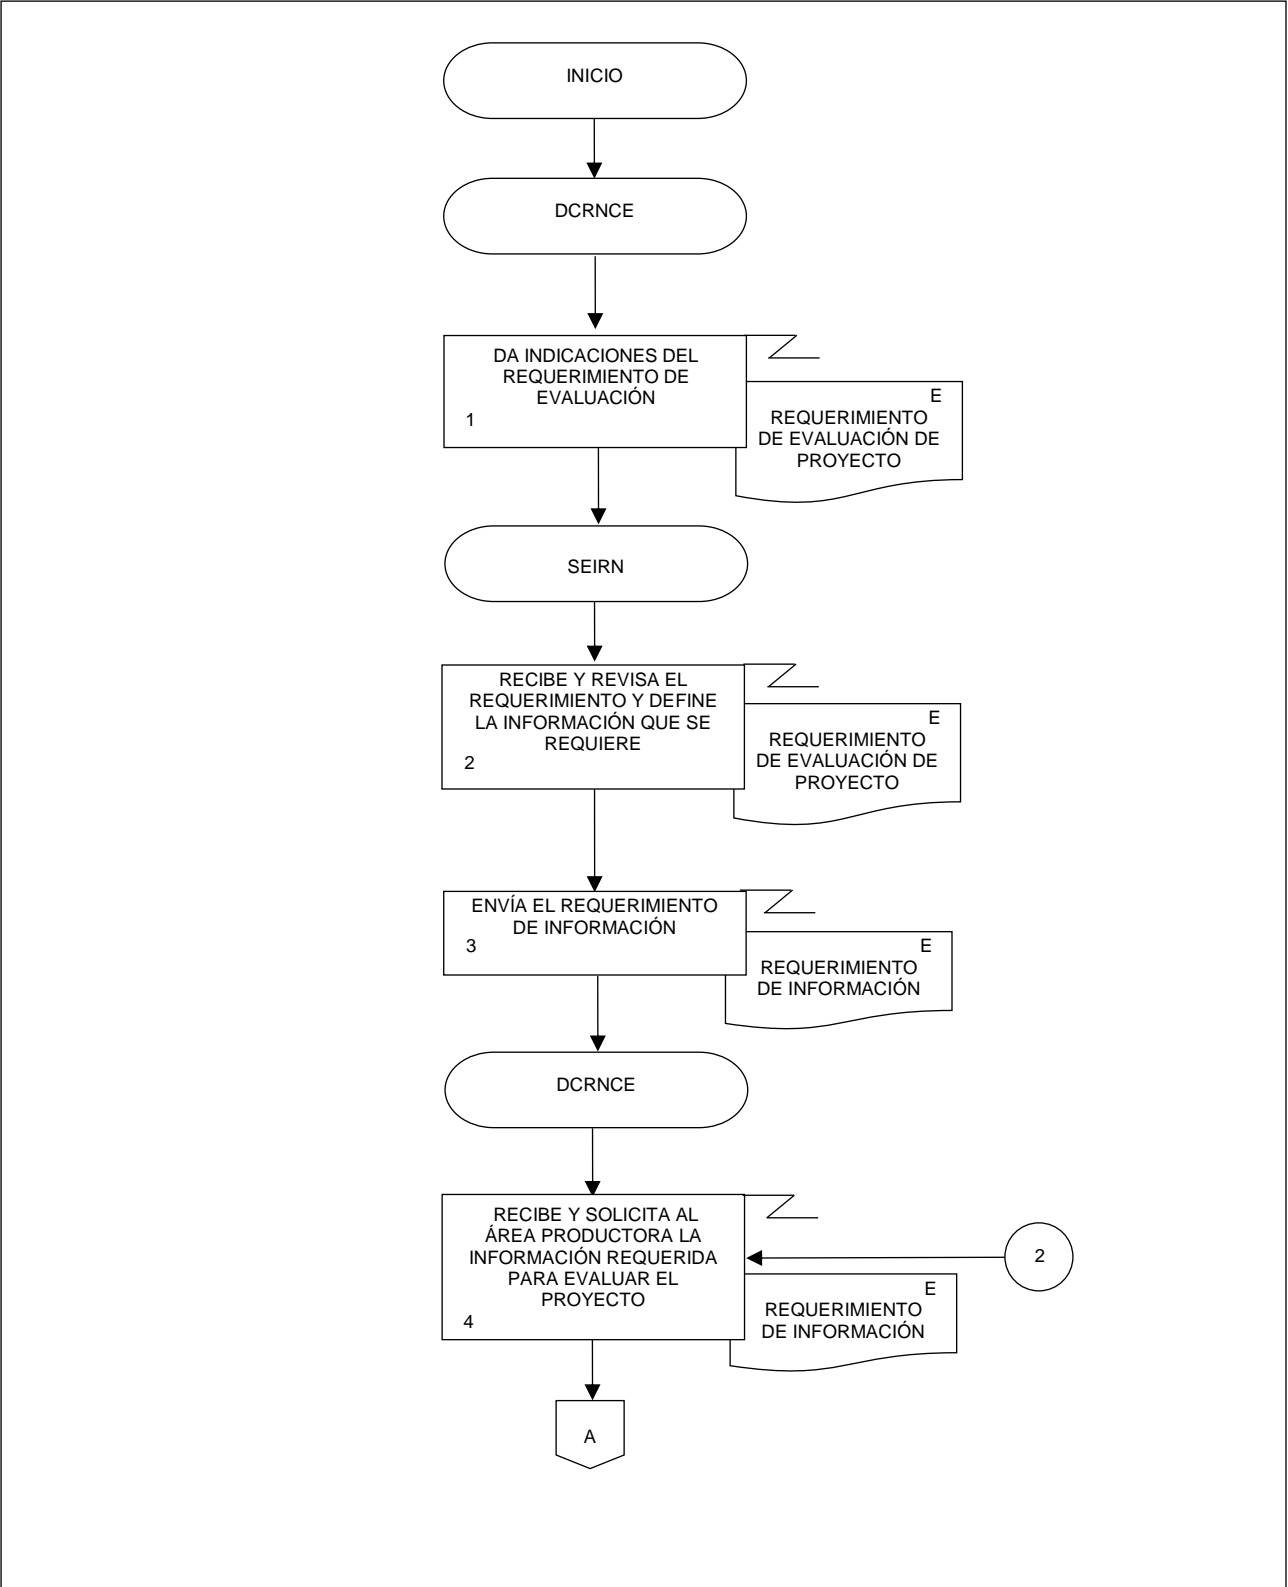 INICIO
DCRNCE
DA INDICACIONES DEL
REQUERIMIENTO DE
EVALUACIÓN
1
E
REQUERIMIENTO
DE EVALUACIÓN DE
PROYECTO
SEIRN
RECIBE Y REVISA EL
REQUERIMIENTO Y DEFINE
LA INFORMACIÓN QUE SE
REQUIERE
2
E
REQUERIMIENTO
DE EVALUACIÓN DE
PROYECTO
ENVÍA EL REQUERIMIENTO
DE INFORMACIÓN
3
E
REQUERIMIENTO
DE INFORMACIÓN
DCRNCE
RECIBE Y SOLICITA AL
ÁREA PRODUCTORA LA
INFORMACIÓN REQUERIDA
PARA EVALUAR EL
PROYECTO
4
2
E
REQUERIMIENTO
DE INFORMACIÓN
A